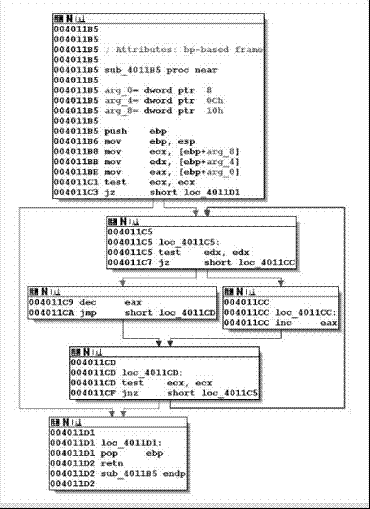 004011B5
004011B5
004011B5 ; Attributes: bp-based frame
004011B5
004011B5 sub_4011B5 proc near
004011B5
004011B5 arg_0= dword ptr 8
004011B5 arg_4= dword ptr 0Ch
004011B5 arg_8= dword ptr 10h
004011B5
004011B5 push ebp
004011B6 mov ebp, esp
004011B8 mov ecx, [ebp+arg_8]
004011BB mov edx, [ebp+arg_4]
004011BE mov eax, [ebp+arg_0]
004011C1 test ecx, ecx
004011C3 jz short loc_4011D1
004011C5
004011C5 loc_4011C5:
004011C5 test edx, edx
004011C7 jz short loc_4011CC
004011C9 dec eax
004011CA jmp short loc_4011CD
004011CC
004011CC loc_4011CC:
004011CC inc eax
004011CD
004011CD loc_4011CD:
004011CD test ecx, ecx
004011CF jnz short loc_4011C5
004011D1
004011D1 loc_4011D1:
004011D1 pop ebp
004011D2 retn
004011D2 sub_4011B5 endp
004011D2